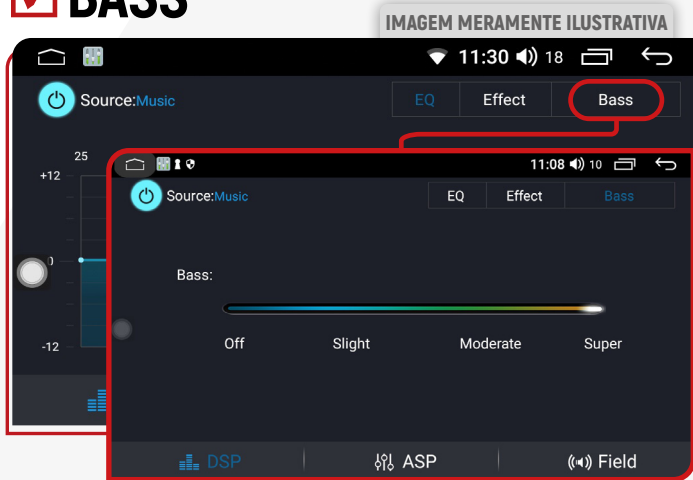 BASS
IMAGEM MERAMENTE ILUSTRATIVA
11:30 18
Source:Music
EQ Effect Bass
25
+12
0
-12
11:08 10
Source:Music
EQ Effect Bass
Bass:
Off Slight Moderate Super
DSP ASP Field